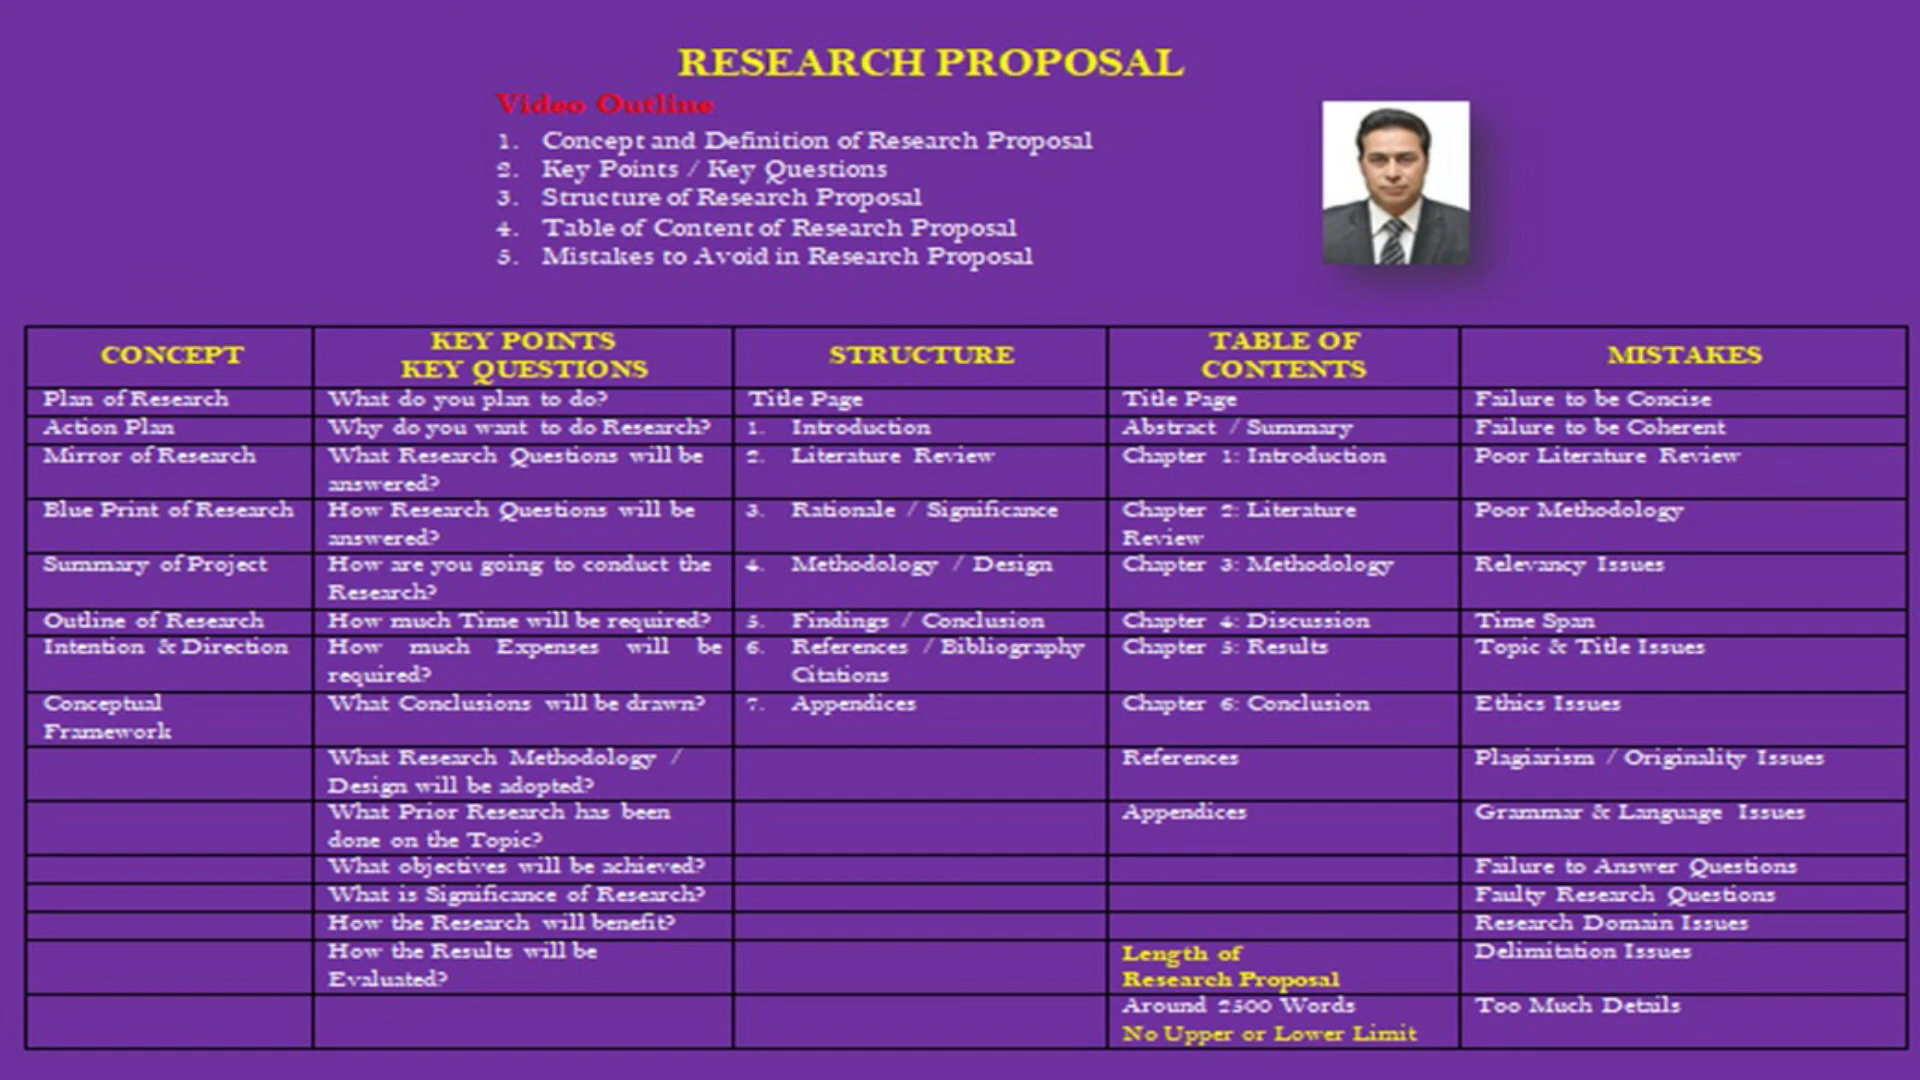 RESEARCH PROPOSAL
Video Outline
1. Concept and Definition of Research Proposal
2. Key Points / Key Questions
3. Structure of Research Proposal
4. Table of Content of Research Proposal
5. Mistakes to Avoid in Research Proposal
CONCEPT
KEY POINTS
KEY QUESTIONS
STRUCTURE
TABLE OF
CONTENTS
MISTAKES
Plan of Research
What do you plan to do?
Title Page
Title Page
Failure to be Concise
Action Plan
Why do you want to do Research?
1. Introduction
Abstract / Summary
Failure to be Coherent
Mirror of Research
What Research Questions will be
answered?
2. Literature Review
Chapter 1: Introduction
Poor Literature Review
Blue Print of Research
How Research Questions will be
answered?
3. Rationale / Significance
Chapter 2: Literature
Review
Poor Methodology
Summary of Project
How are you going to conduct the
Research?
4. Methodology / Design
Chapter 3: Methodology
Relevancy Issues
Outline of Research
How much Time will be required?
5. Findings / Conclusion
Chapter 4: Discussion
Time Span
Intention & Direction
How much Expenses will be
required?
6. References / Bibliography
Citations
Chapter 5: Results
Topic & Title Issues
Conceptual
Framework
What Conclusions will be drawn?
7. Appendices
Chapter 6: Conclusion
Ethics Issues
What Research Methodology /
Design will be adopted?
References
Plagiarism / Originality Issues
What Prior Research has been
done on the Topic?
Appendices
Grammar & Language Issues
What objectives will be achieved?
Failure to Answer Questions
What is Significance of Research?
Faulty Research Questions
How the Research will benefit?
Research Domain Issues
How the Results will be
Evaluated?
Length of
Research Proposal
Delimitation Issues
Around 2500 Words
No Upper or Lower Limit
Too Much Details